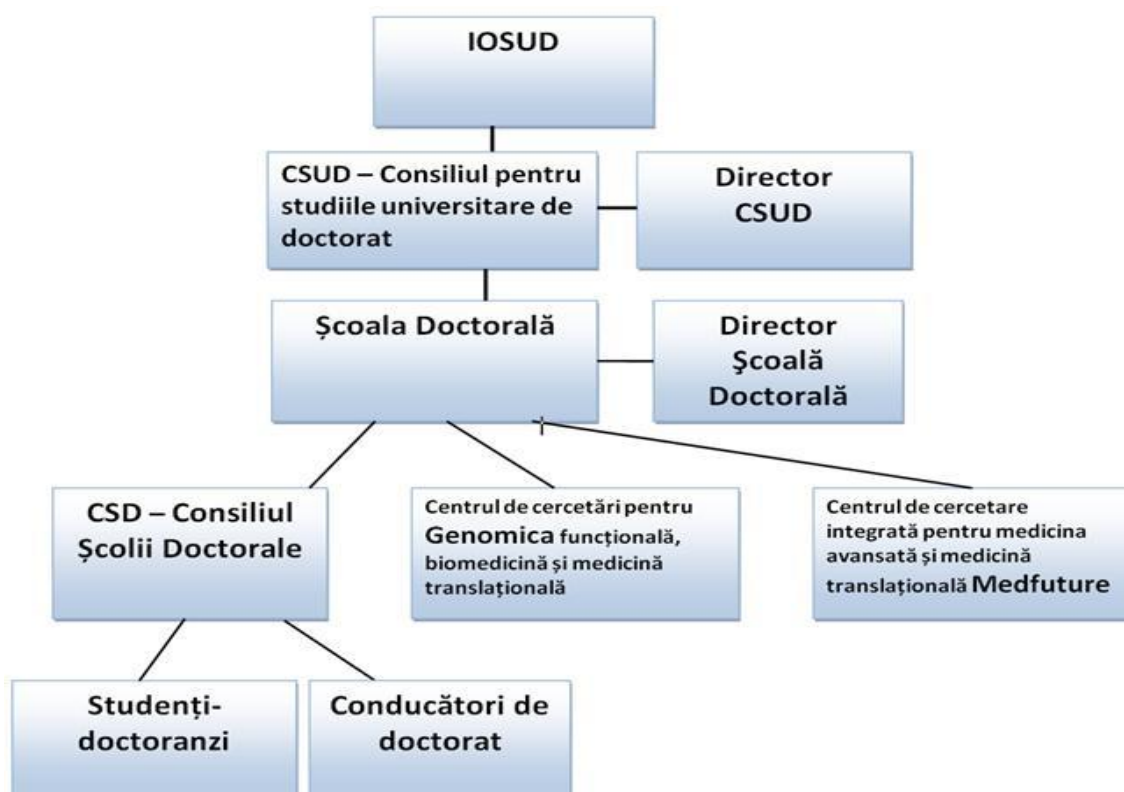 IOSUD
CSUD – Consiliul pentru
studiile universitare de
doctorat
Director
CSUD
Școala Doctorală
Director
Şcoală
Doctorală
CSD – Consiliul
Școlii Doctorale
Centrul de cercetări pentru
Genomica funcțională,
biomedicină și medicină
translațională
Centrul de cercetare
integrată pentru medicina
avansată și medicină
translațională Medfuture
Studenți-
doctoranzi
Conducători de
doctorat